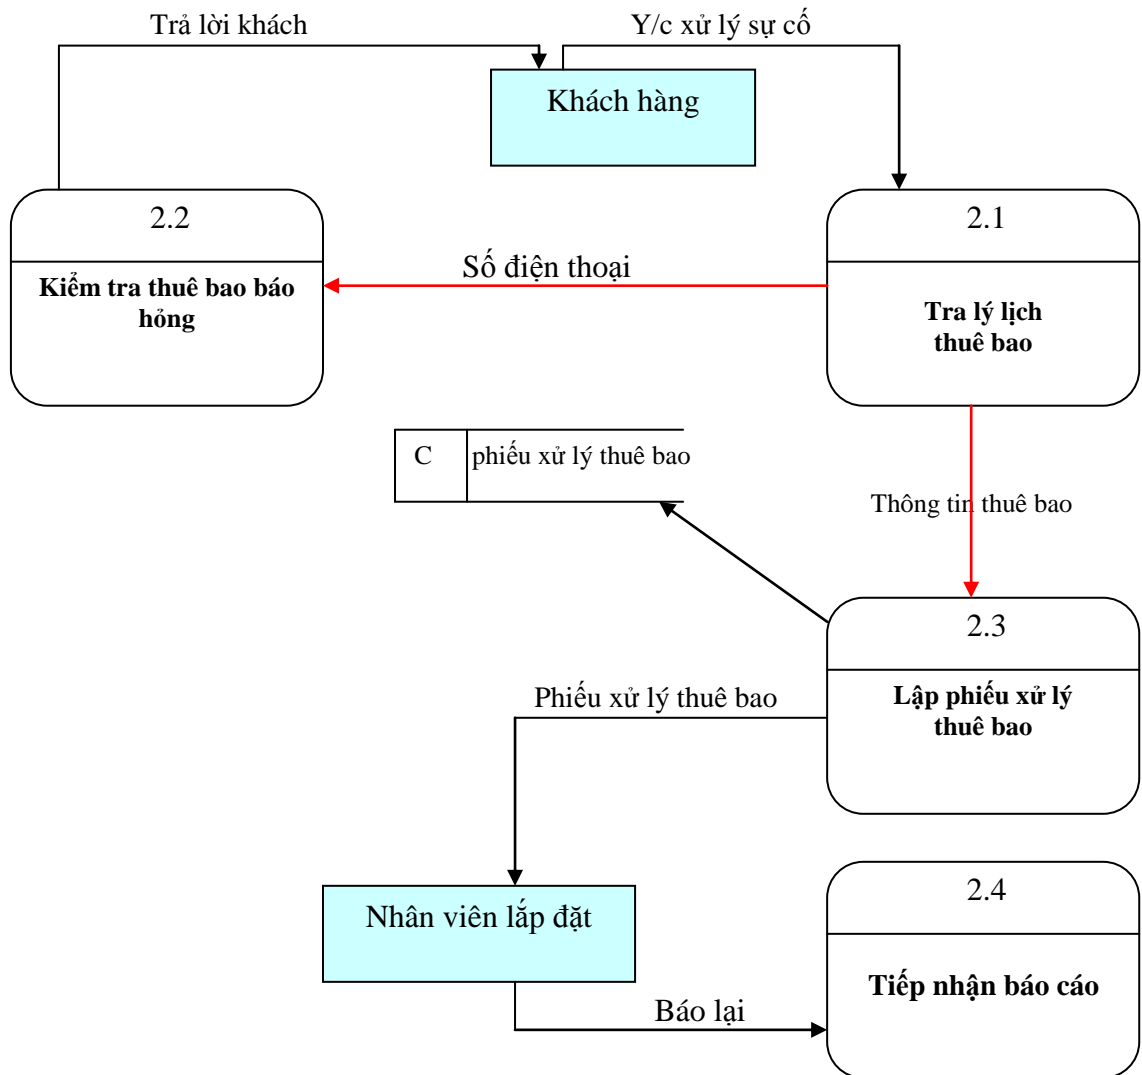 Trả lời khách
Y/c xử lý sự cố
Khách hàng
2.2
2.1
Số điện thoại
Kiểm tra thuê bao báo
hỏng
Tra lý lịch
thuê bao
C
phiếu xử lý thuê bao
Thông tin thuê bao
2.3
Phiếu xử lý thuê bao
Lập phiếu xử lý
thuê bao
2.4
Nhân viên lắp đặt
Tiếp nhận báo cáo
Báo lại